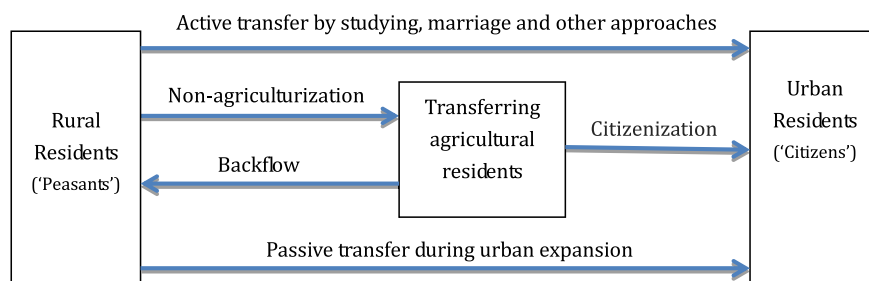 Active transfer by studying, marriage and other approaches
Rural
Residents
(‘Peasants’)
Non-agriculturization
Backflow
Transferring
agricultural
residents
Citizenization
Urban
Residents
(‘Citizens’)
Passive transfer during urban expansion